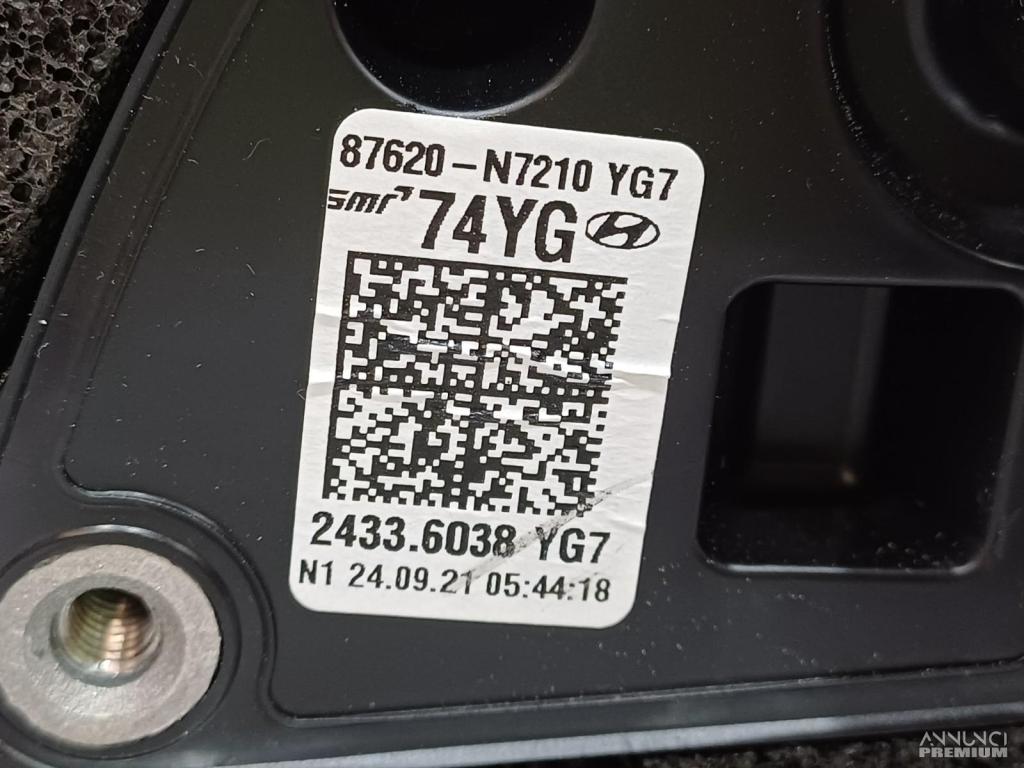 87620-N7210 YG7
smr 74YG
2433.6038 YG7
N1 24.09.21 05:44:18
ANNUNCI
PREMIUM